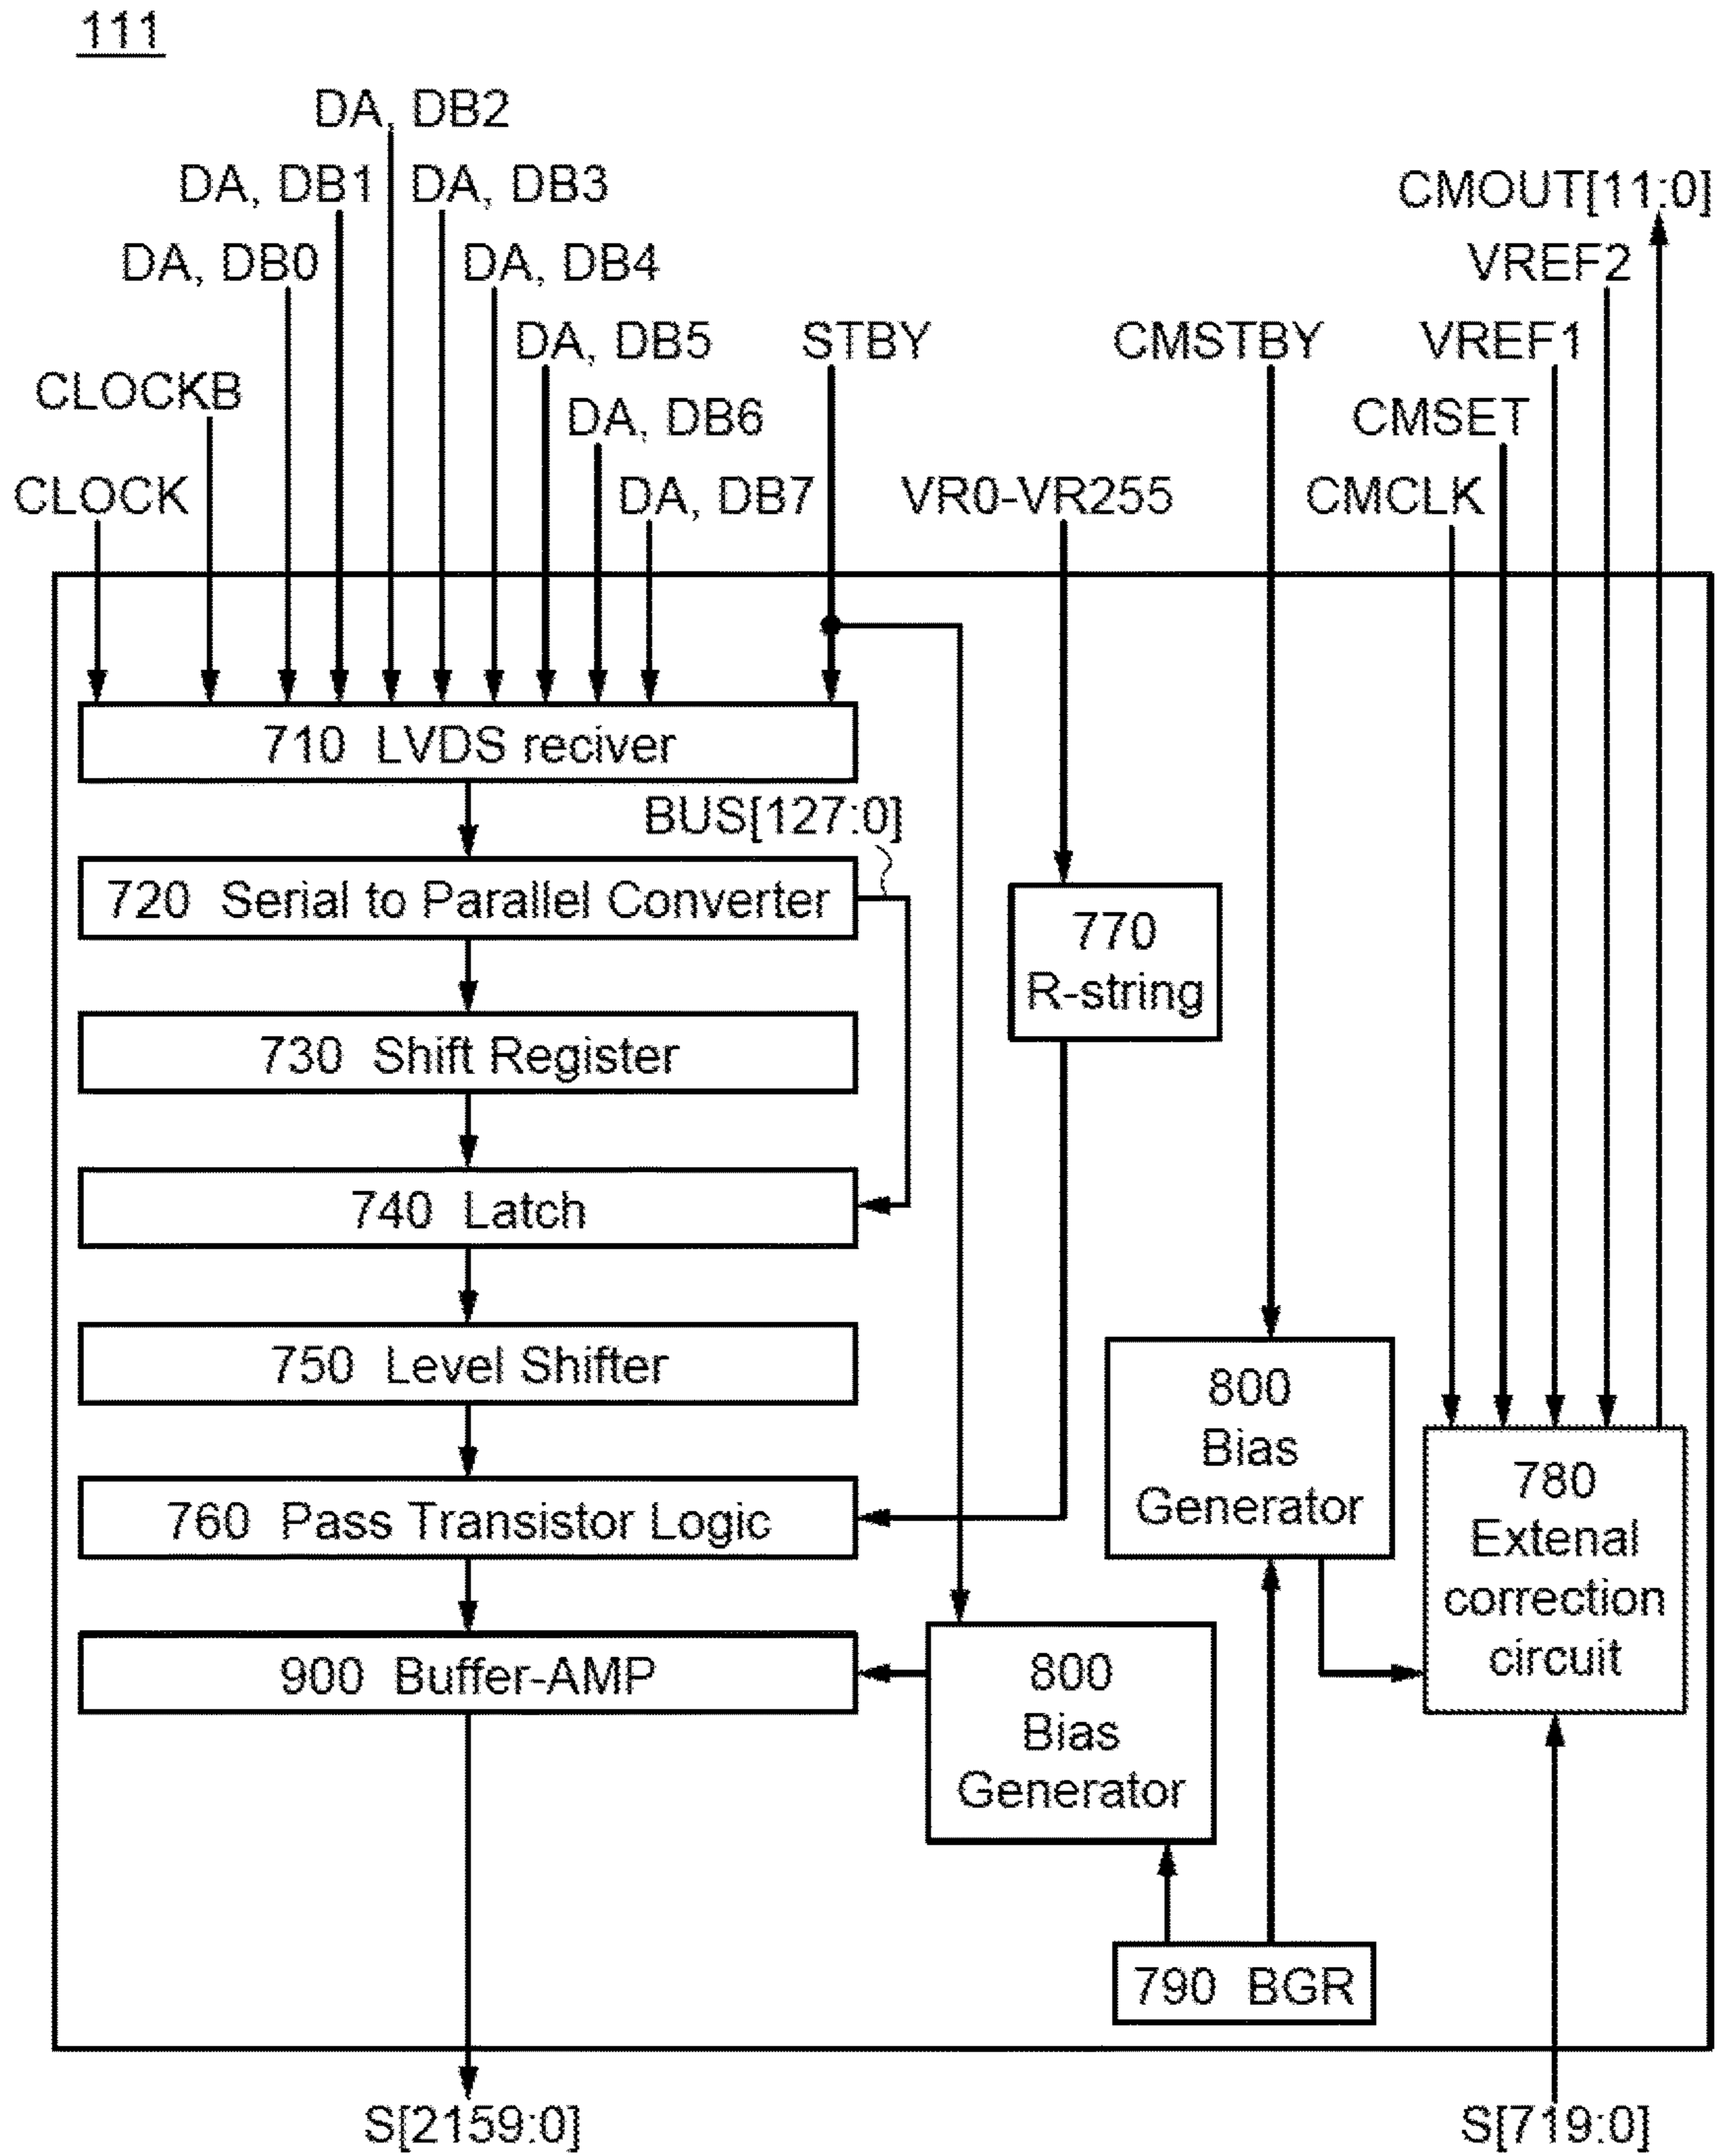 111
DA, DB2
DA, DB1
DA, DB3
CMOUT[11:0]
DA, DB0
DA, DB4
VREF2
DA, DB5
STBY
CMSTBY
VREF1
CLOCKB
DA, DB6
CMSET
CLOCK
DA, DB7
VR0-VR255
CMCLK
710 LVDS reciver
BUS[127:0]
720 Serial to Parallel Converter
770
R-string
730 Shift Register
740 Latch
750 Level Shifter
800
Bias
Generator
780
Extenal
correction
circuit
760 Pass Transistor Logic
900 Buffer-AMP
800
Bias
Generator
790 BGR
S[2159:0]
S[719:0]